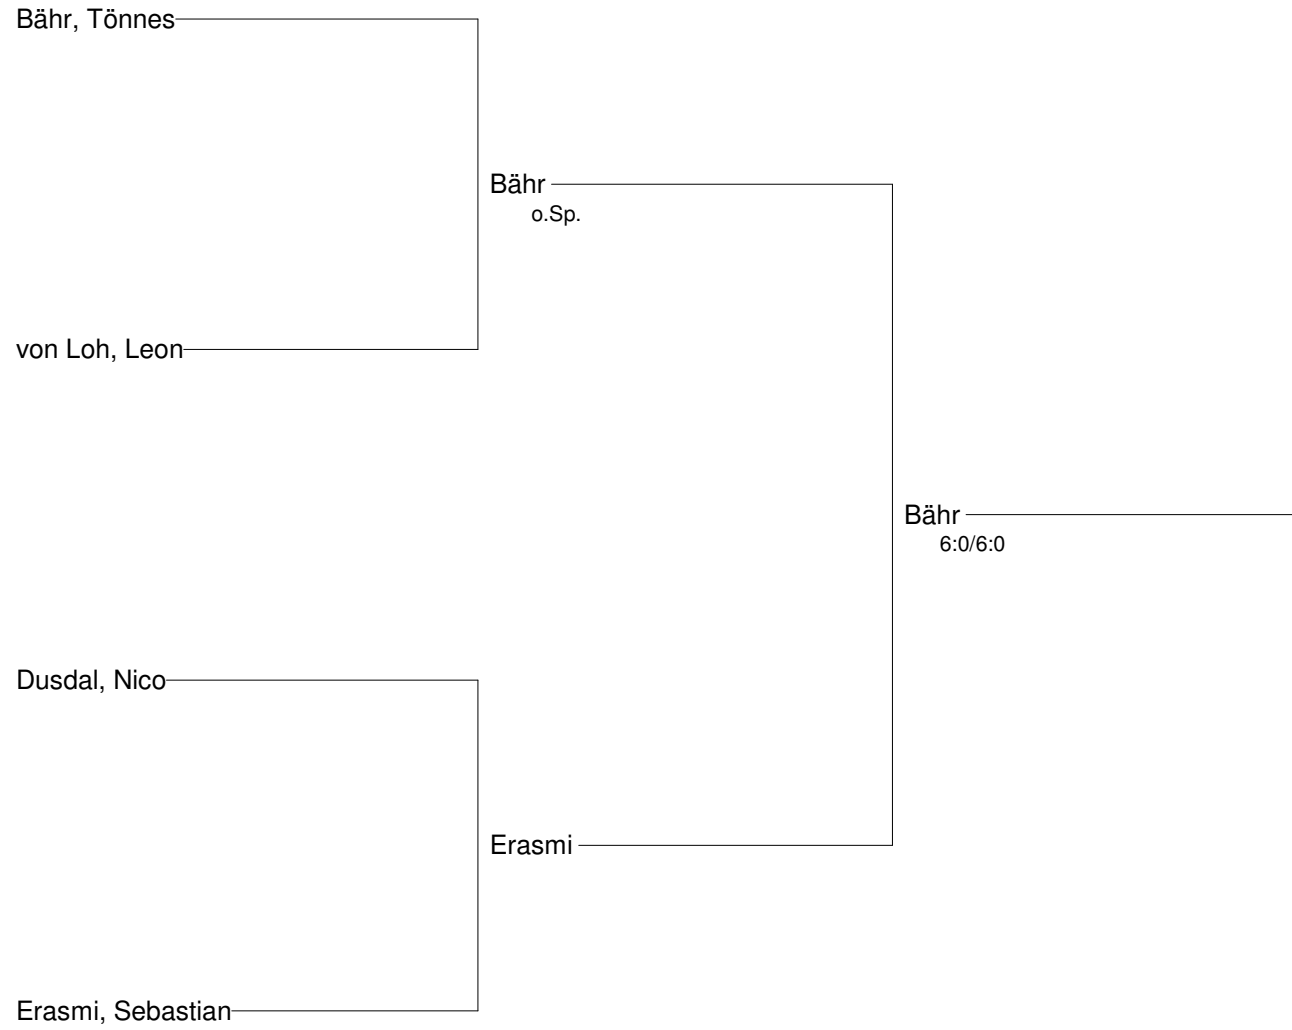 Bähr, Tönnes
Bähr
o.Sp.
von Loh, Leon
Bähr
6:0/6:0
Dusdal, Nico
Erasmi
Erasmi, Sebastian